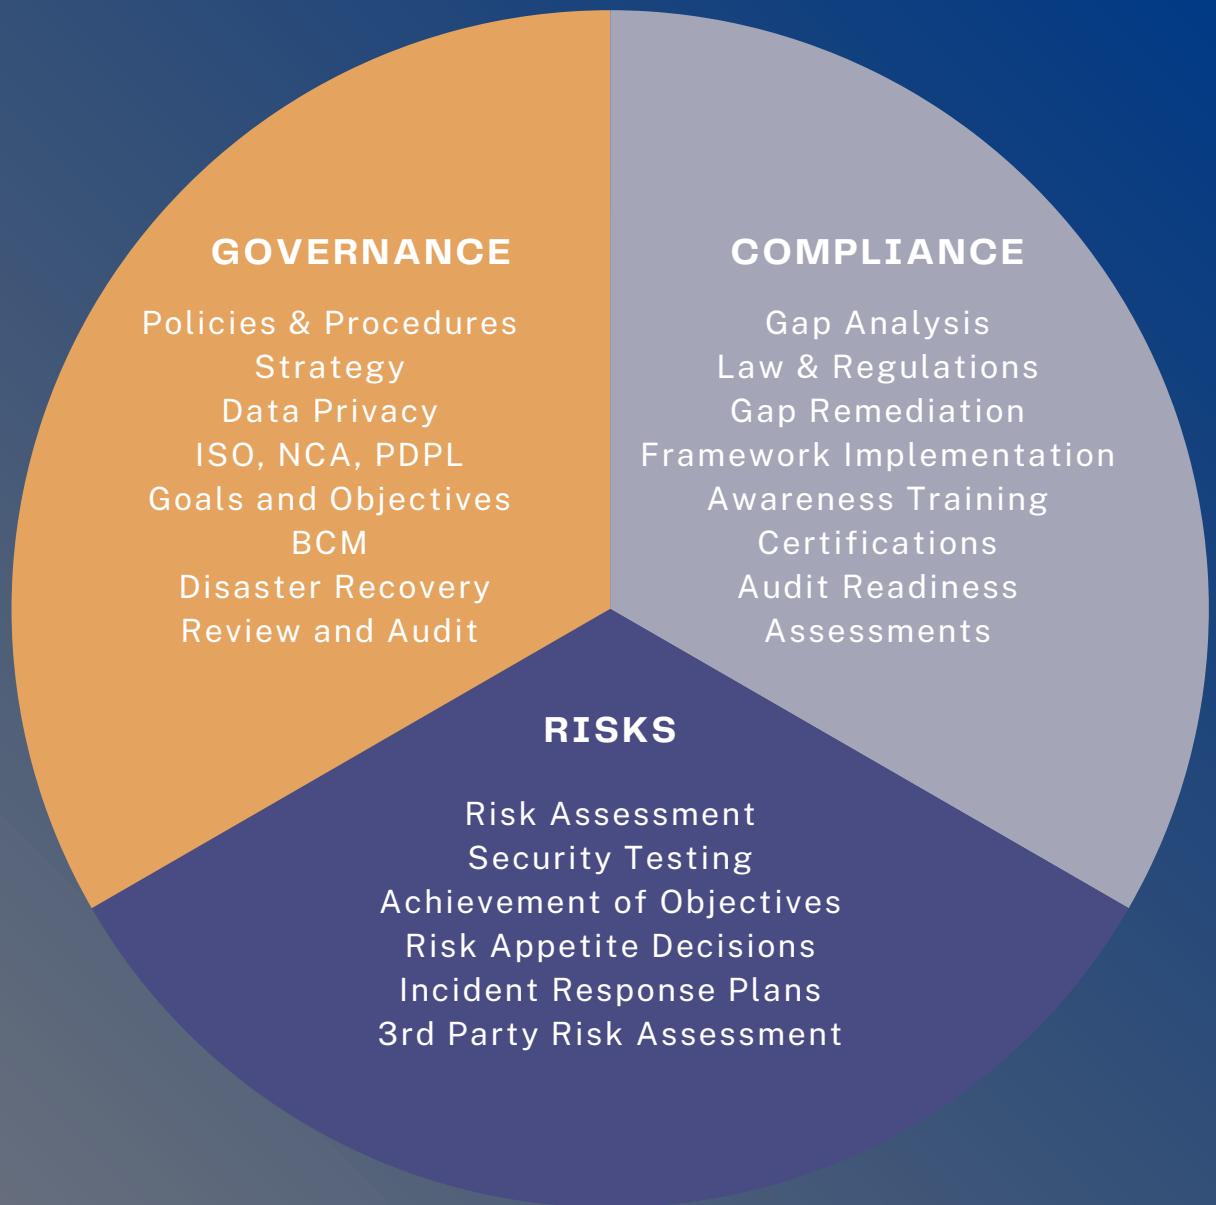 GOVERNANCE
Policies & Procedures
Strategy
Data Privacy
ISO, NCA, PDPL
Goals and Objectives
BCM
Disaster Recovery
Review and Audit
COMPLIANCE
Gap Analysis
Law & Regulations
Gap Remediation
Framework Implementation
Awareness Training
Certifications
Audit Readiness
Assessments
RISKS
Risk Assessment
Security Testing
Achievement of Objectives
Risk Appetite Decisions
Incident Response Plans
3rd Party Risk Assessment